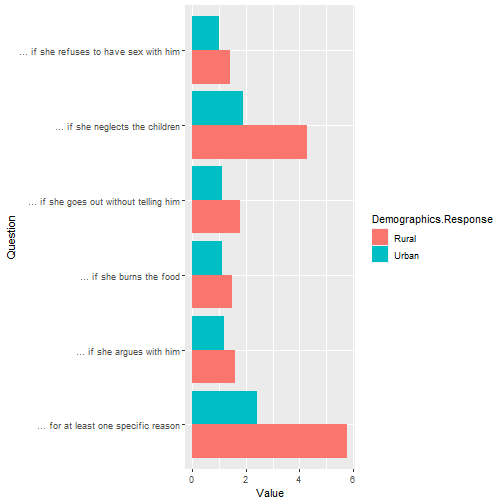 ... if she refuses to have sex with him
... if she neglects the children
... if she goes out without telling him
... if she burns the food
... if she argues with him
... for at least one specific reason
Question
0 2 4 6
Value
Demographics.Response
Rural
Urban